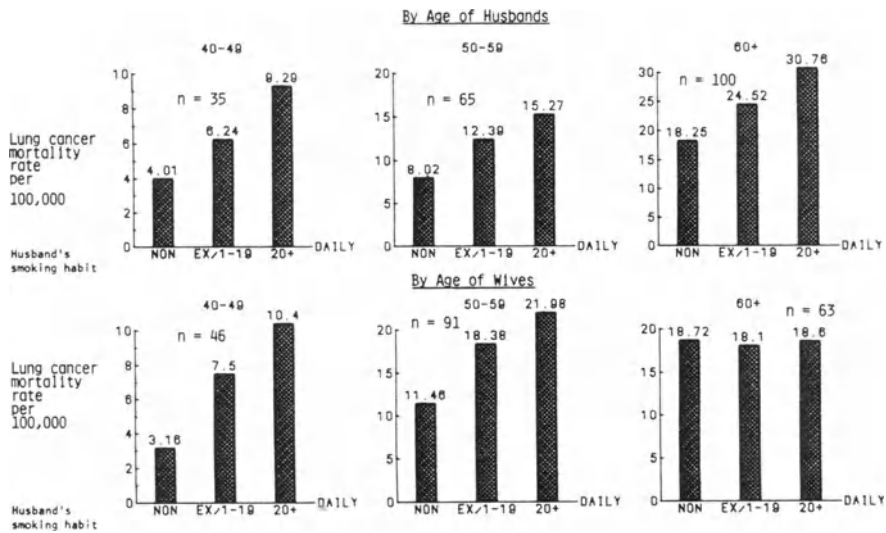 By Age of Husbands
40-49
50-59
60+
n = 35
n = 65
n = 100
Lung cancer
mortality
rate
per
100,000
10
8
6
4
2
0
4.01
6.24
9.29
20
15
10
5
0
8.02
12.39
15.27
30
25
20
15
10
5
0
18.25
24.52
30.76
Husband's
smoking habit
NON EX/1-19 20+ DAILY
NON EX/1-19 20+ DAILY
NON EX/1-19 20+ DAILY
By Age of Wives
40-49
50-59
60+
n = 46
n = 91
n = 63
Lung cancer
mortality
rate
per
100,000
10
8
6
4
2
0
3.16
7.5
10.4
20
15
10
5
0
11.46
18.38
21.98
20
15
10
5
0
18.72
18.1
18.6
Husband's
smoking habit
NON EX/1-19 20+ DAILY
NON EX/1-19 20+ DAILY
NON EX/1-19 20+ DAILY